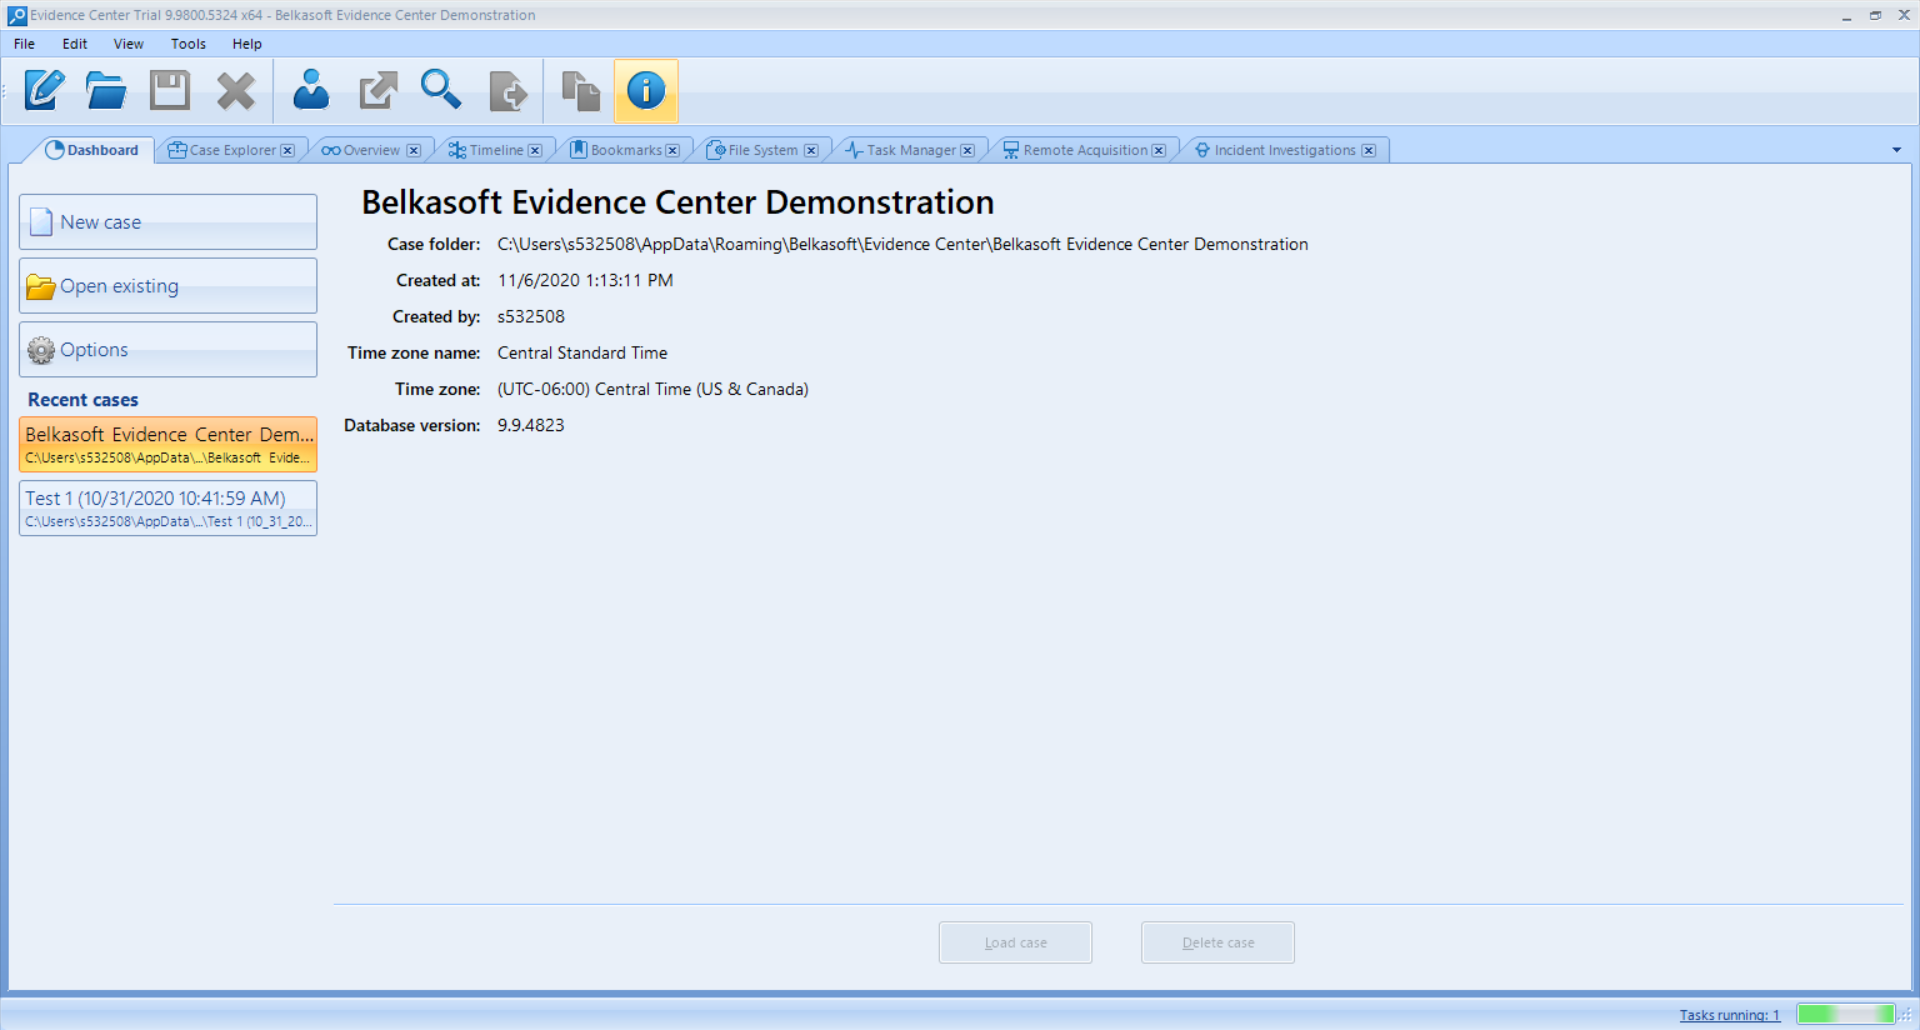 Evidence Center Trial 9.9800.5324 x64 - Belkasoft Evidence Center Demonstration
File Edit View Tools Help
Dashboard Case Explorer Overview Timeline Bookmarks File System Task Manager Remote Acquisition Incident Investigations
New case
Open existing
Options
Recent cases
Belkasoft Evidence Center Dem...
C:\Users\s532508\AppData\...\Belkasoft Evide...
Test 1 (10/31/2020 10:41:59 AM)
C:\Users\s532508\AppData\...\Test 1 (10_31_20...
Belkasoft Evidence Center Demonstration
Case folder: C:\Users\s532508\AppData\Roaming\Belkasoft\Evidence Center\Belkasoft Evidence Center Demonstration
Created at: 11/6/2020 1:13:11 PM
Created by: s532508
Time zone name: Central Standard Time
Time zone: (UTC-06:00) Central Time (US & Canada)
Database version: 9.9.4823
Load case Delete case
Tasks running: 1